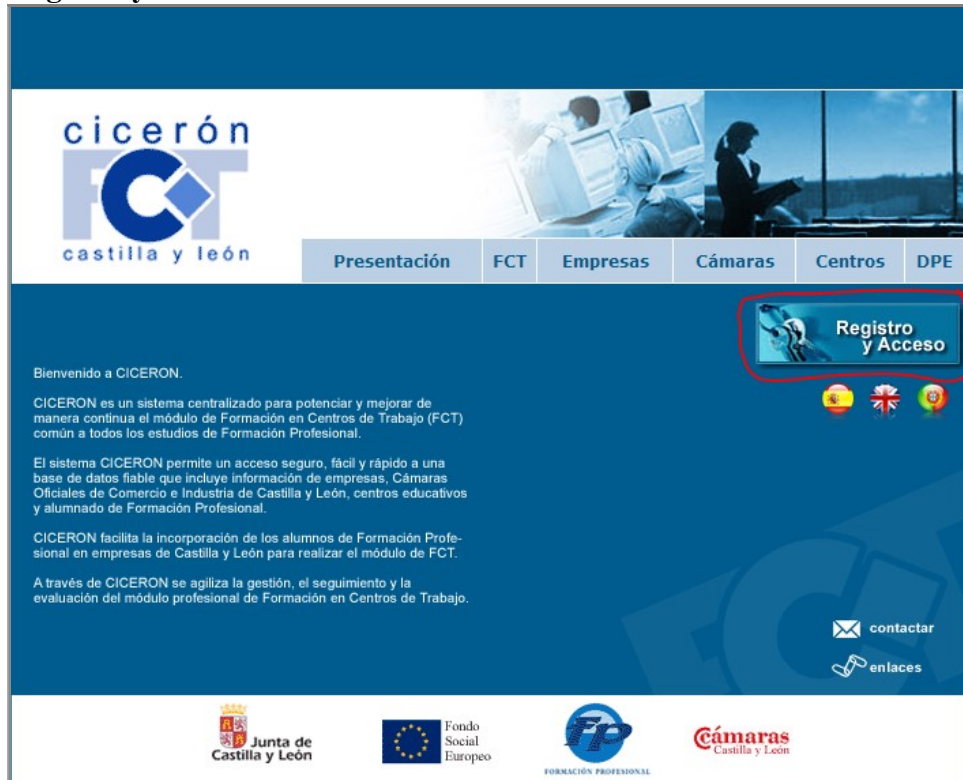 cicerón
FCT
castilla y león
Presentación FCT Empresas Cámaras Centros DPE
Registro
y Acceso
Bienvenido a CICERON.
CICERON es un sistema centralizado para potenciar y mejorar de
manera continua el módulo de Formación en Centros de Trabajo (FCT)
común a todos los estudios de Formación Profesional.
El sistema CICERON permite un acceso seguro, fácil y rápido a una
base de datos fiable que incluye información de empresas, Cámaras
Oficiales de Comercio e Industria de Castilla y León, centros educativos
y alumnado de Formación Profesional.
CICERON facilita la incorporación de los alumnos de Formación Profe-
sional en empresas de Castilla y León para realizar el módulo de FCT.
A través de CICERON se agiliza la gestión, el seguimiento y la
evaluación del módulo profesional de Formación en Centros de Trabajo.
FCT
contactar
enlaces
Junta de
Castilla y León
Fondo
Social
Europeo
FP
FORMACIÓN PROFESIONAL
Cámaras
Castilla y León